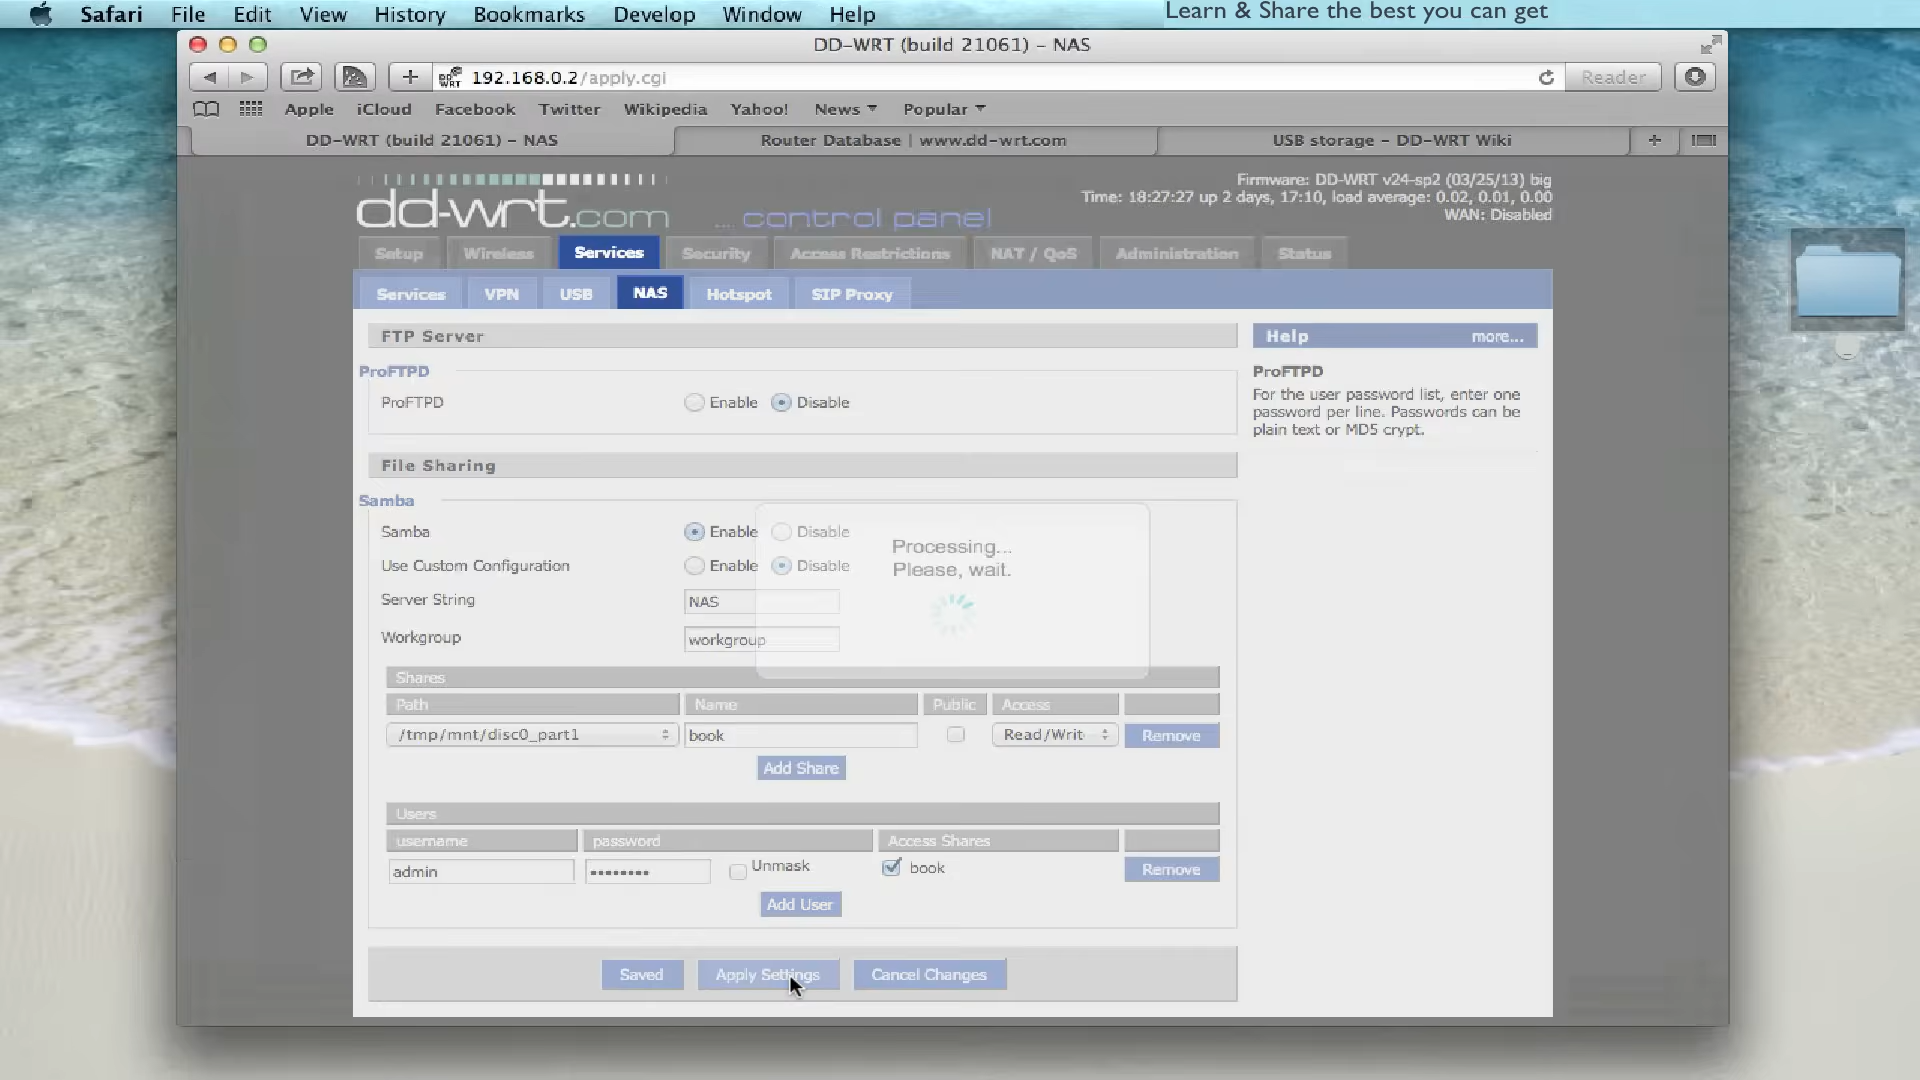 Safari File Edit View History Bookmarks Develop Window Help
Learn & Share the best you can get
DD-WRT (build 21061) – NAS
192.168.0.2/apply.cgi
Reader
Apple iCloud Facebook Twitter Wikipedia Yahoo! News Popular
DD-WRT (build 21061) – NAS
Router Database | www.dd-wrt.com
USB storage – DD-WRT Wiki
dd-wrt.com ... control panel
Firmware: DD-WRT v24-sp2 (03/25/13) big
Time: 18:27:27 up 2 days, 17:10, load average: 0.02, 0.01, 0.00
WAN: Disabled
Setup Wireless Services Security Access Restrictions NAT / QoS Administration Status
Services VPN USB NAS Hotspot SIP Proxy
FTP Server
ProFTPD
ProFTPD Enable Disable
File Sharing
Samba
Samba Enable Disable
Use Custom Configuration Enable Disable
Server String NAS
Workgroup workgroup
Processing...
Please, wait.
Shares
Path Name Public Access
/tmp/mnt/disc0_part1 book Read/Writ Remove
Add Share
Users
username password Access Shares
admin •••••••• Unmask book Remove
Add User
Saved Apply Settings Cancel Changes
Help more...
ProFTPD
For the user password list, enter one
password per line. Passwords can be
plain text or MD5 crypt.